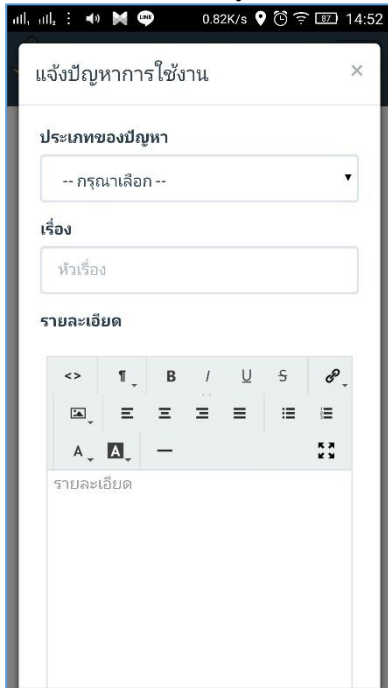 LINE 0.82K/s 87 14:52
แจ้งปัญหาการใช้งาน ×
ประเภทของปัญหา
-- กรุณาเลือก --
เรื่อง
หัวเรื่อง
รายละเอียด
<> ¶ B I U S
A A
รายละเอียด